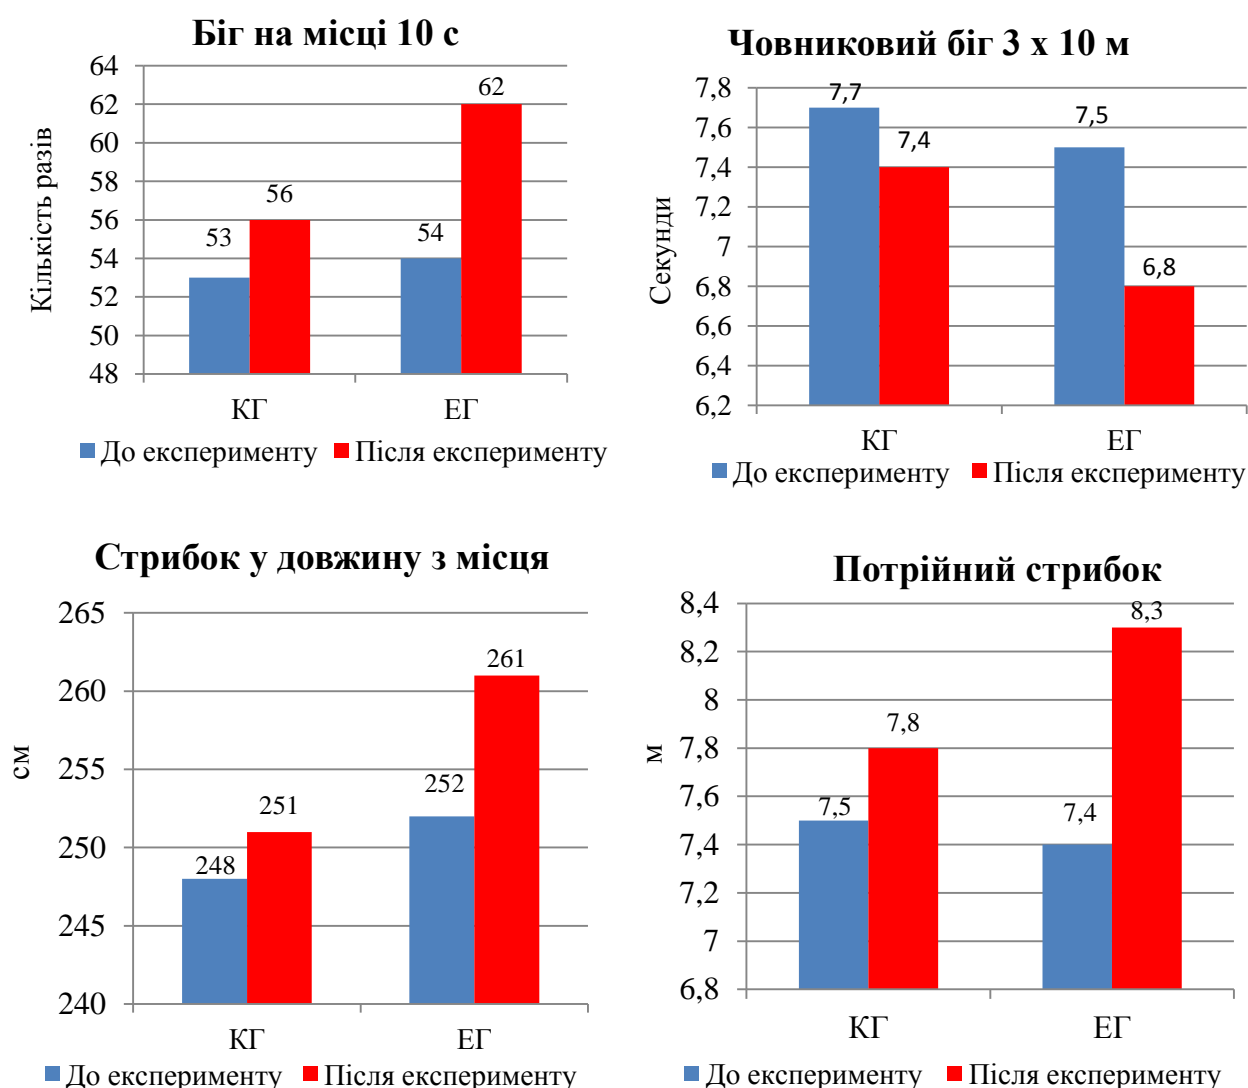 Біг на місці 10 с
Кількість разів
64
62
60
58
56
54
52
50
48
53
56
54
62
КГ
ЕГ
До експерименту
Після експерименту
Човниковий біг 3 х 10 м
Секунди
7,8
7,6
7,4
7,2
7
6,8
6,6
6,4
6,2
7,7
7,4
7,5
6,8
КГ
ЕГ
До експерименту
Після експерименту
Стрибок у довжину з місця
см
265
260
255
250
245
240
248
251
252
261
КГ
ЕГ
До експерименту
Після експерименту
Потрійний стрибок
м
8,4
8,2
8
7,8
7,6
7,4
7,2
7
6,8
7,5
7,8
7,4
8,3
КГ
ЕГ
До експерименту
Після експерименту